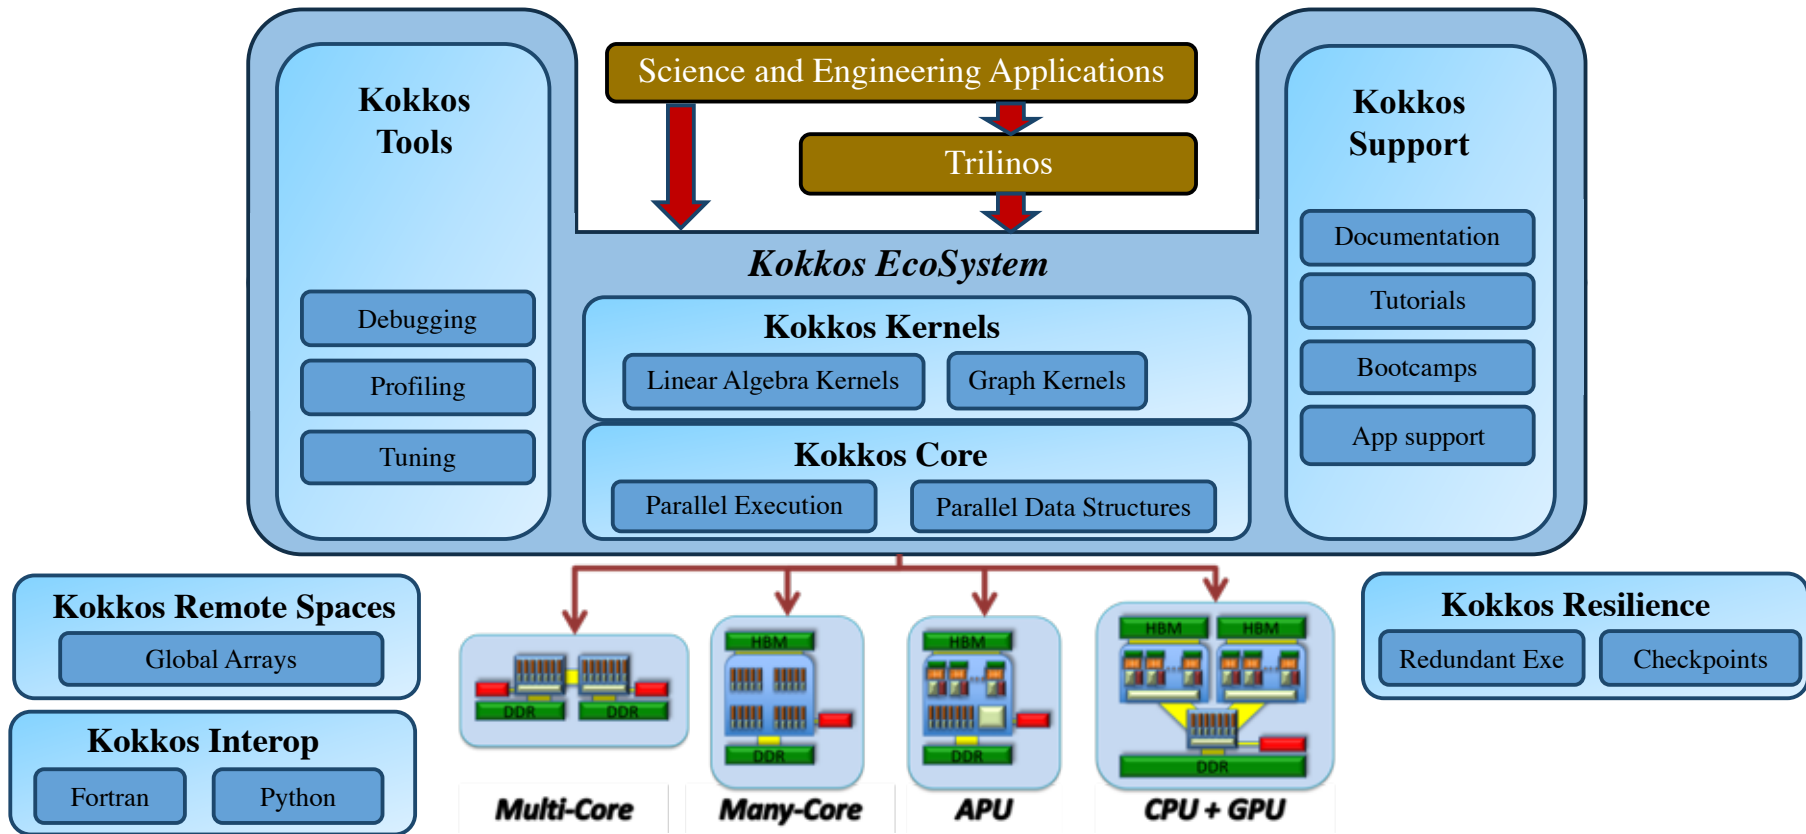 Kokkos
Tools
Debugging
Profiling
Tuning
Science and Engineering Applications
Trilinos
Kokkos EcoSystem
Kokkos Kernels
Linear Algebra Kernels
Graph Kernels
Kokkos Core
Parallel Execution
Parallel Data Structures
Kokkos
Support
Documentation
Tutorials
Bootcamps
App support
Kokkos Remote Spaces
Global Arrays
Kokkos Interop
Fortran
Python
DDR
DDR
Multi-Core
HBM
DDR
Many-Core
HBM
DDR
APU
HBM
HBM
DDR
CPU + GPU
Kokkos Resilience
Redundant Exe
Checkpoints